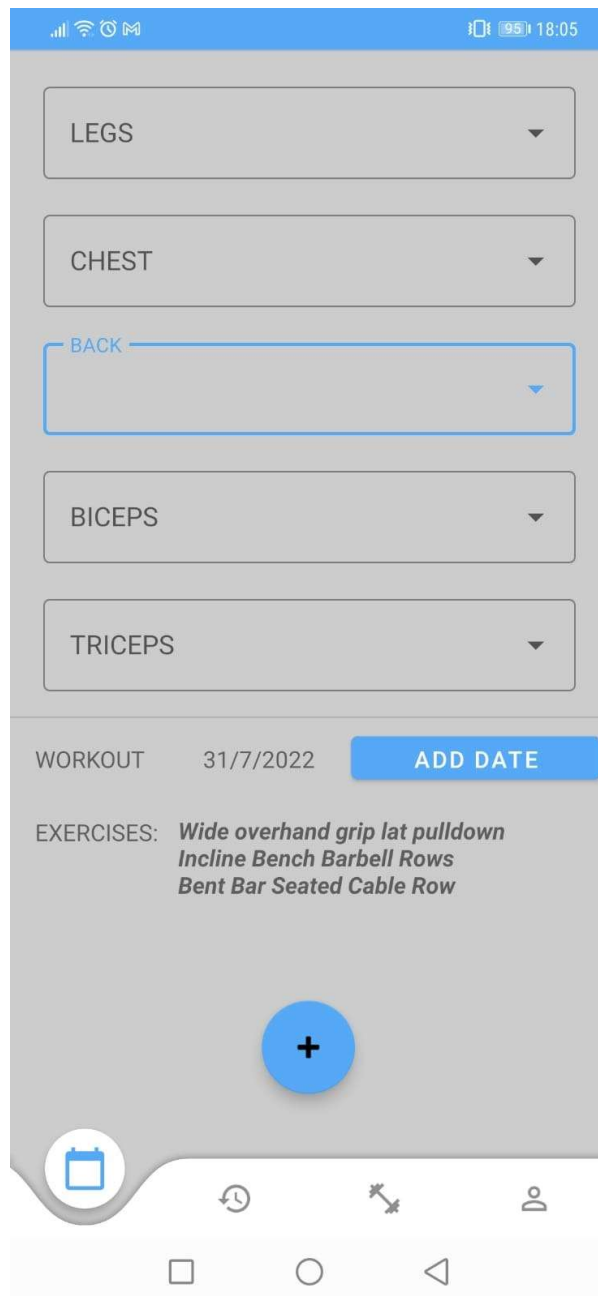 95 18:05
LEGS
CHEST
BACK
BICEPS
TRICEPS
WORKOUT 31/7/2022 ADD DATE
EXERCISES: Wide overhand grip lat pulldown
Incline Bench Barbell Rows
Bent Bar Seated Cable Row